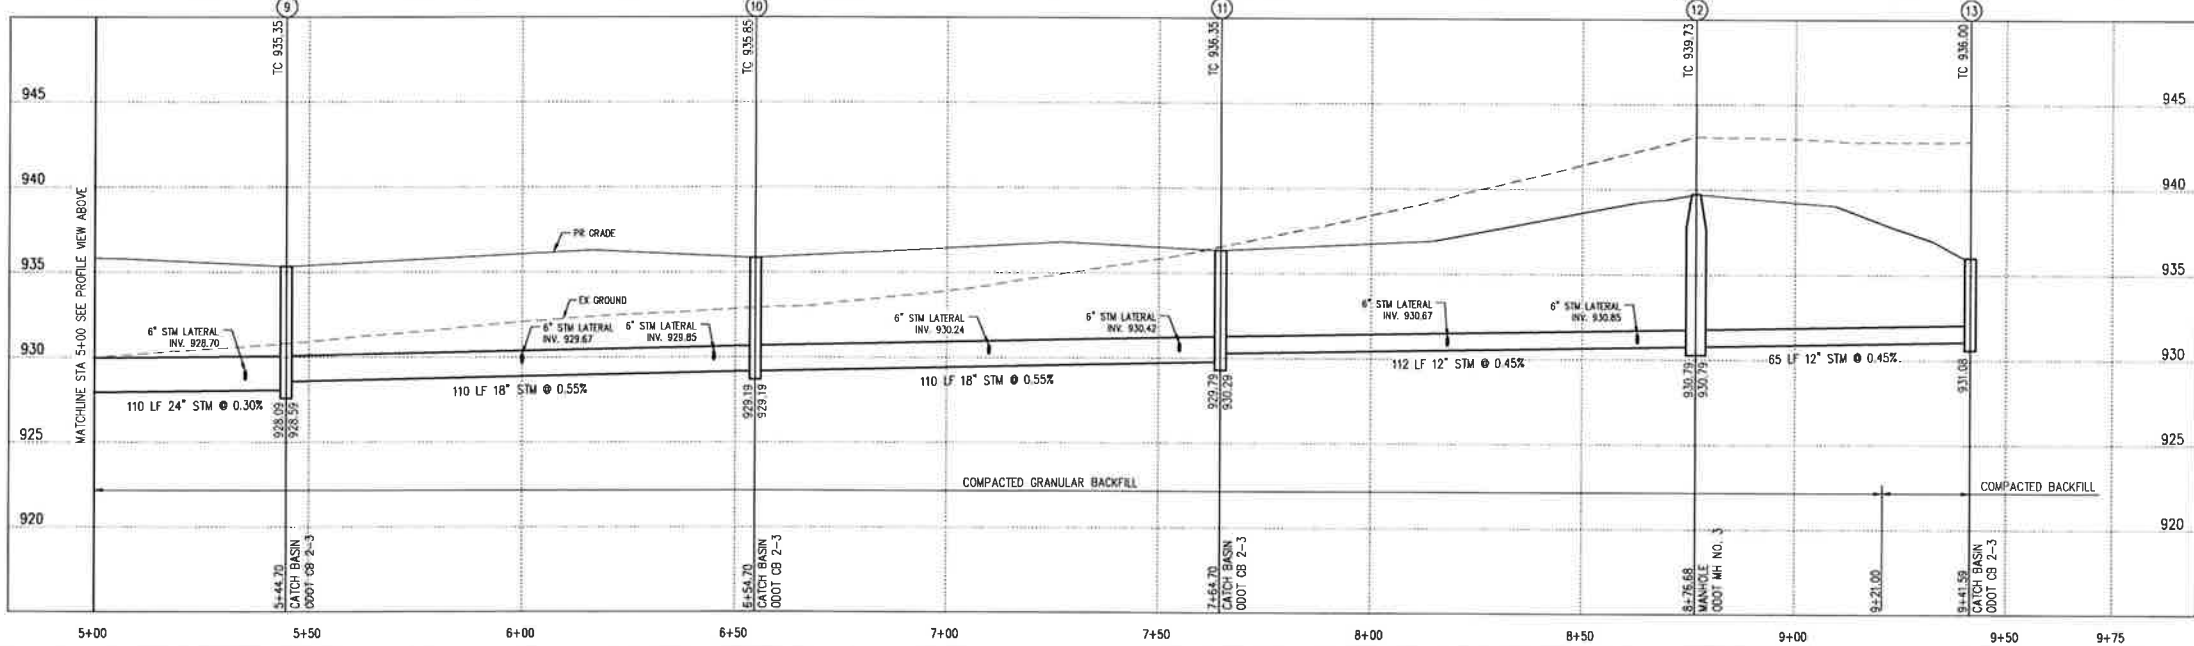 9
10
11
12
13
TC 935.35
TC 935.85
TC 936.35
TC 939.73
TC 936.00
945
945
940
940
935
935
930
930
925
925
920
920
MATCHLINE STA 5+00 SEE PROFILE VIEW ABOVE
PR GRADE
EX GROUND
6" STM LATERAL
INV. 928.70
6" STM LATERAL
INV. 929.67
6" STM LATERAL
INV. 929.85
6" STM LATERAL
INV. 930.24
6" STM LATERAL
INV. 930.42
6" STM LATERAL
INV. 930.67
6" STM LATERAL
INV. 930.85
110 LF 24" STM @ 0.30%
110 LF 18" STM @ 0.55%
110 LF 18" STM @ 0.55%
112 LF 12" STM @ 0.45%
65 LF 12" STM @ 0.45%
928.09
928.59
929.19
929.19
929.79
930.29
930.79
930.79
931.08
COMPACTED GRANULAR BACKFILL
COMPACTED BACKFILL
5+44.70
CATCH BASIN
ODOT CB 2-3
6+54.70
CATCH BASIN
ODOT CB 2-3
7+64.70
CATCH BASIN
ODOT CB 2-3
8+76.68
MANHOLE
ODOT MH NO. 3
9+21.00
9+41.59
CATCH BASIN
ODOT CB 2-3
5+00
5+50
6+00
6+50
7+00
7+50
8+00
8+50
9+00
9+50
9+75